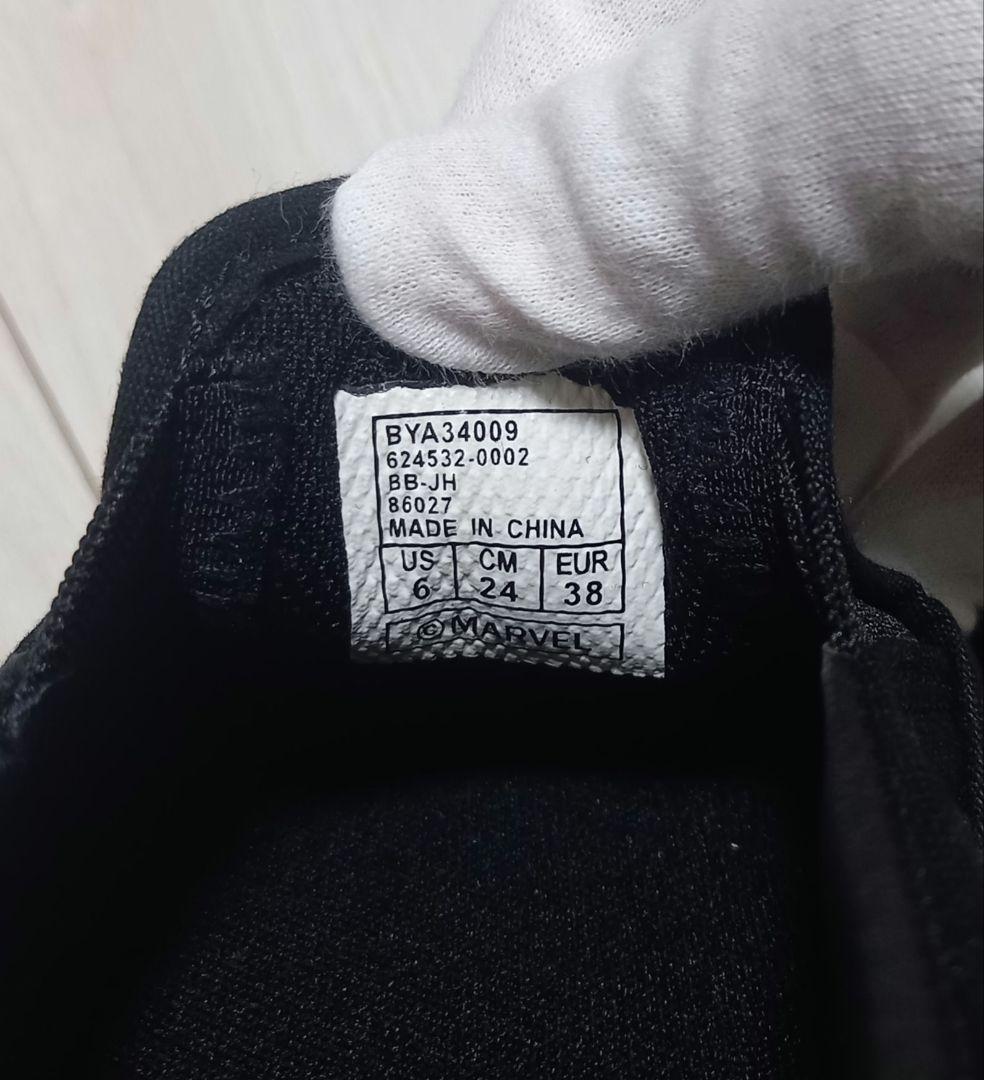 BYA34009
624532-0002
BB-JH
86027
MADE IN CHINA
US CM EUR
6 24 38
© MARVEL